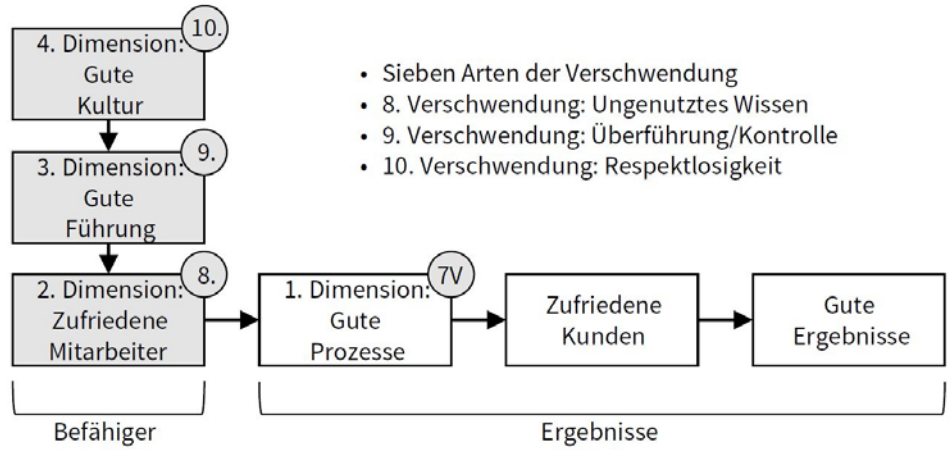 10.
4. Dimension:
Gute
Kultur
• Sieben Arten der Verschwendung
• 8. Verschwendung: Ungenutztes Wissen
• 9. Verschwendung: Überführung/Kontrolle
• 10. Verschwendung: Respektlosigkeit
9.
3. Dimension:
Gute
Führung
8.
2. Dimension:
Zufriedene
Mitarbeiter
7V
1. Dimension:
Gute
Prozesse
Zufriedene
Kunden
Gute
Ergebnisse
Befähiger
Ergebnisse